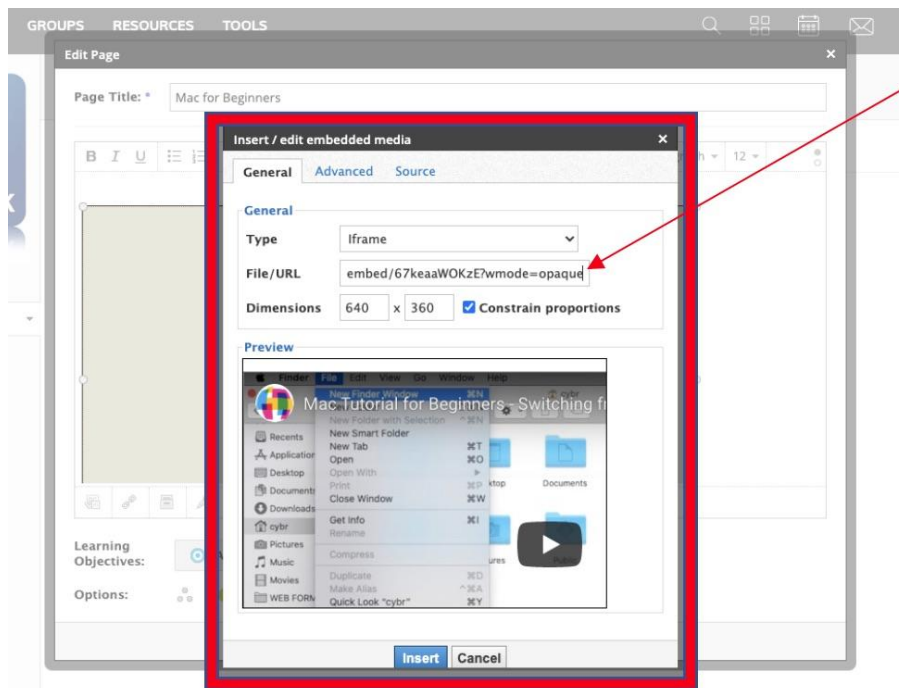 GROUPS RESOURCES TOOLS
Edit Page
Page Title: * Mac for Beginners
B I U
12
Insert / edit embedded media
General Advanced Source
General
Type Iframe
File/URL embed/67keaaWOKzE?wmode=opaque
Dimensions 640 x 360 Constrain proportions
Preview
Finder File Edit View Go Window Help
New Finder Window ⌘N
Mac Tutorial for Beginners - Switching fr
New Folder with Selection ^⌘N
New Smart Folder
New Tab ⌘T
Open ⌘O
Open With
Print ⌘P
Close Window ⌘W
Get Info ⌘I
Rename
Compress
Duplicate ⌘D
Make Alias ^⌘A
Quick Look "cybr" ⌘Y
Recents
Application
Desktop
Documents
Downloads
cybr
Pictures
Music
Movies
WEB FORM
cybr
ktop
Documents
ures
Learning
Objectives:
Options:
Insert Cancel